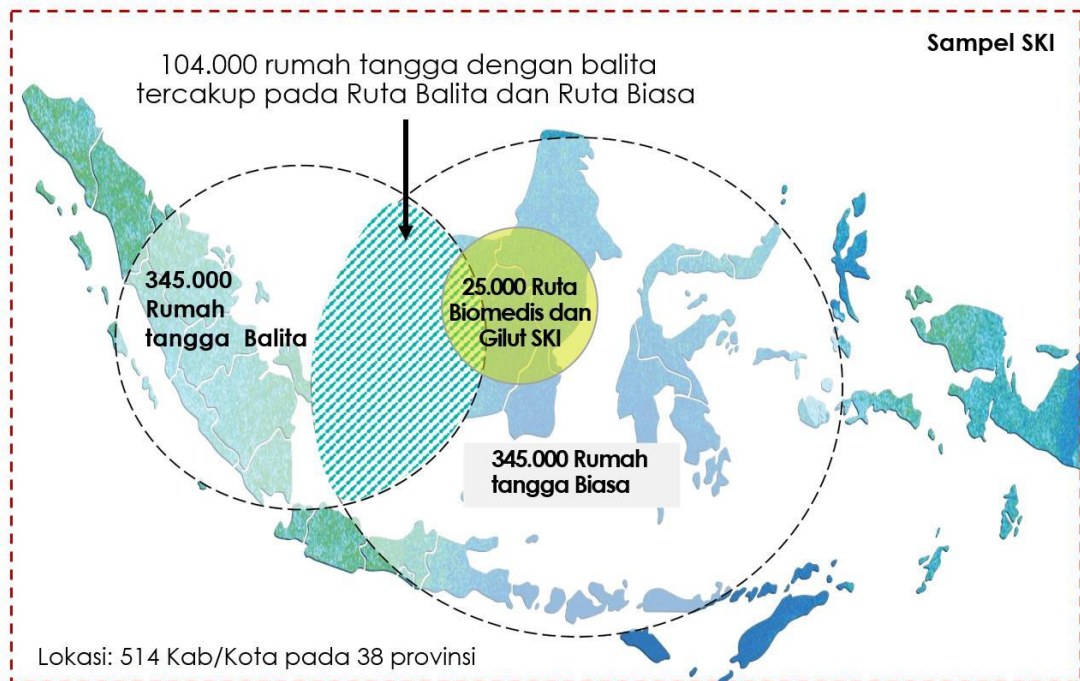 Sampel SKI
104.000 rumah tangga dengan balita
tercakup pada Ruta Balita dan Ruta Biasa
345.000
Rumah
tangga Balita
25.000 Ruta
Biomedis dan
Gilut SKI
345.000 Rumah
tangga Biasa
Lokasi: 514 Kab/Kota pada 38 provinsi